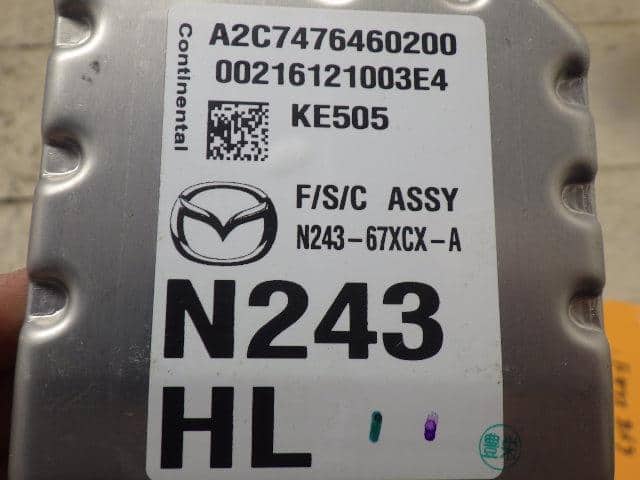 Continental
A2C7476460200
00216121003E4
KE505
F/S/C ASSY
N243-67XCX-A
N243
HL